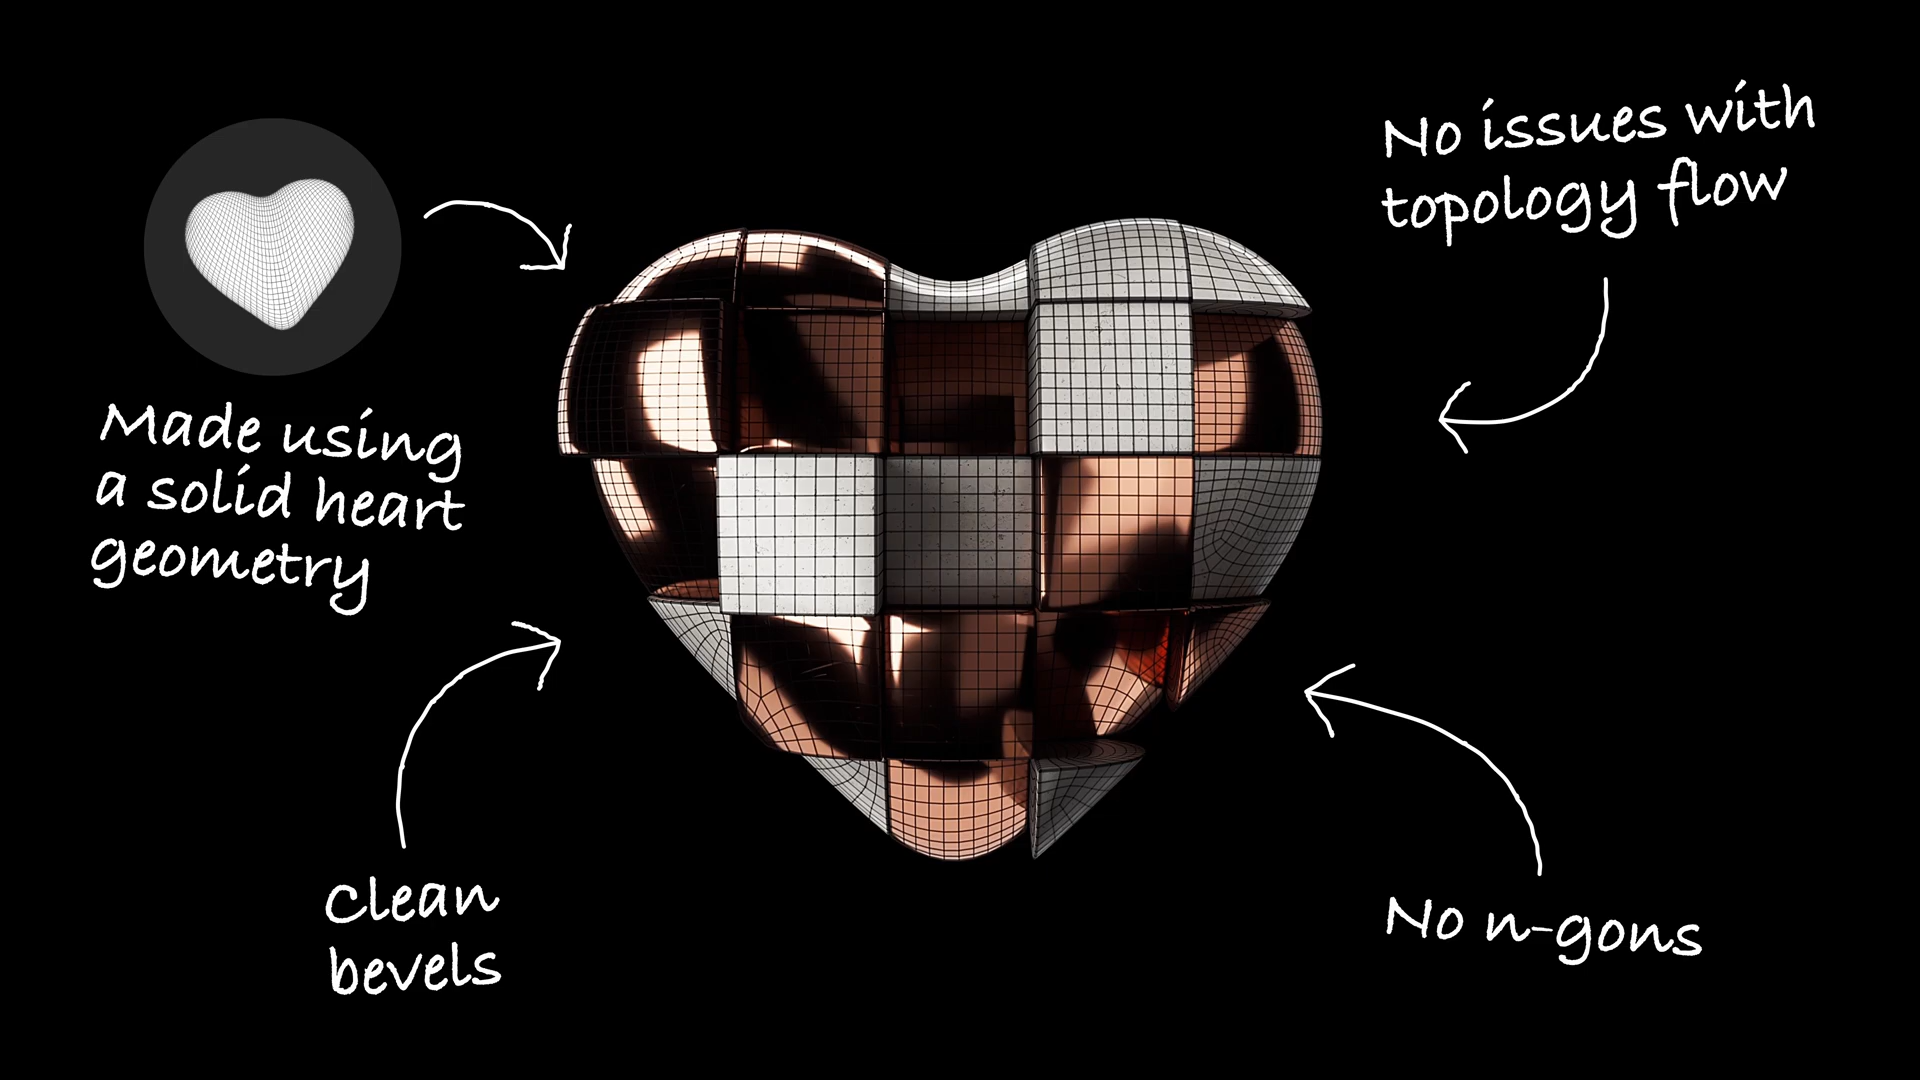 No issues with
topology flow
Made using
a solid heart
geometry
Clean
bevels
No n-gons